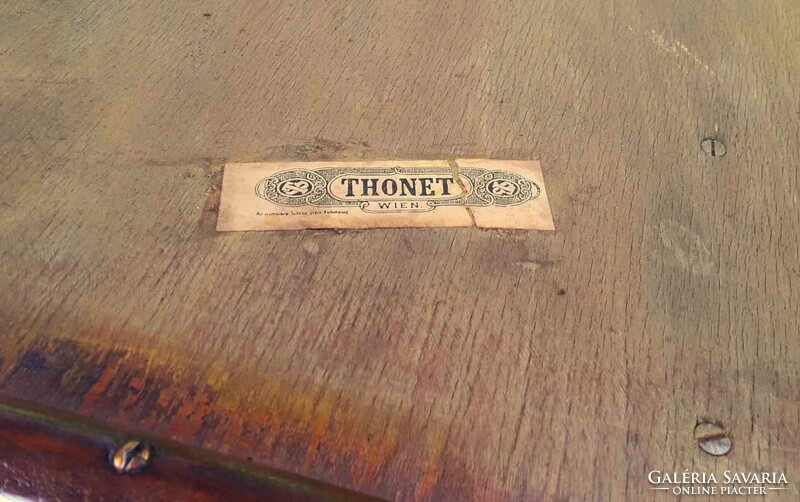 THONET
WIEN.
GALÉRIA SAVARIA
ONLINE PIACTÉR